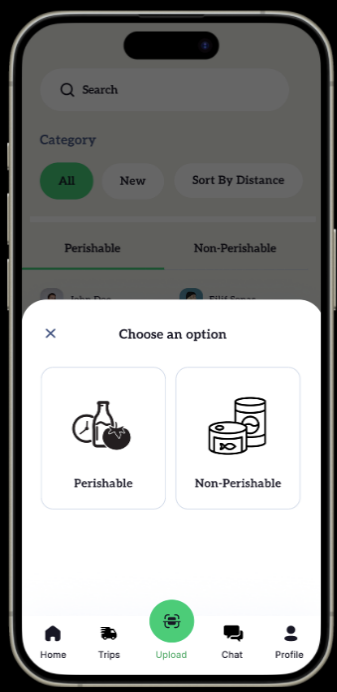 Search
Category
All New Sort By Distance
Perishable Non-Perishable
Choose an option
Perishable Non-Perishable
Home Trips Upload Chat Profile